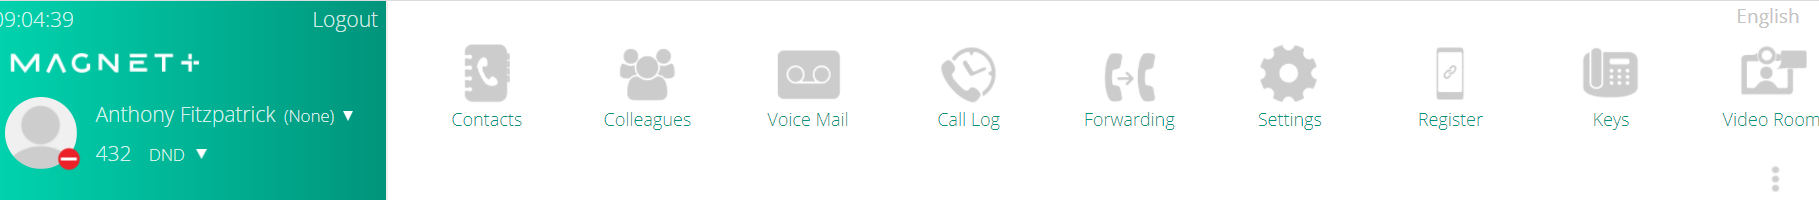 09:04:39 Logout
MAGNET+
Anthony Fitzpatrick (None) ▼
432 DND ▼
English
Contacts Colleagues Voice Mail Call Log Forwarding Settings Register Keys Video Room